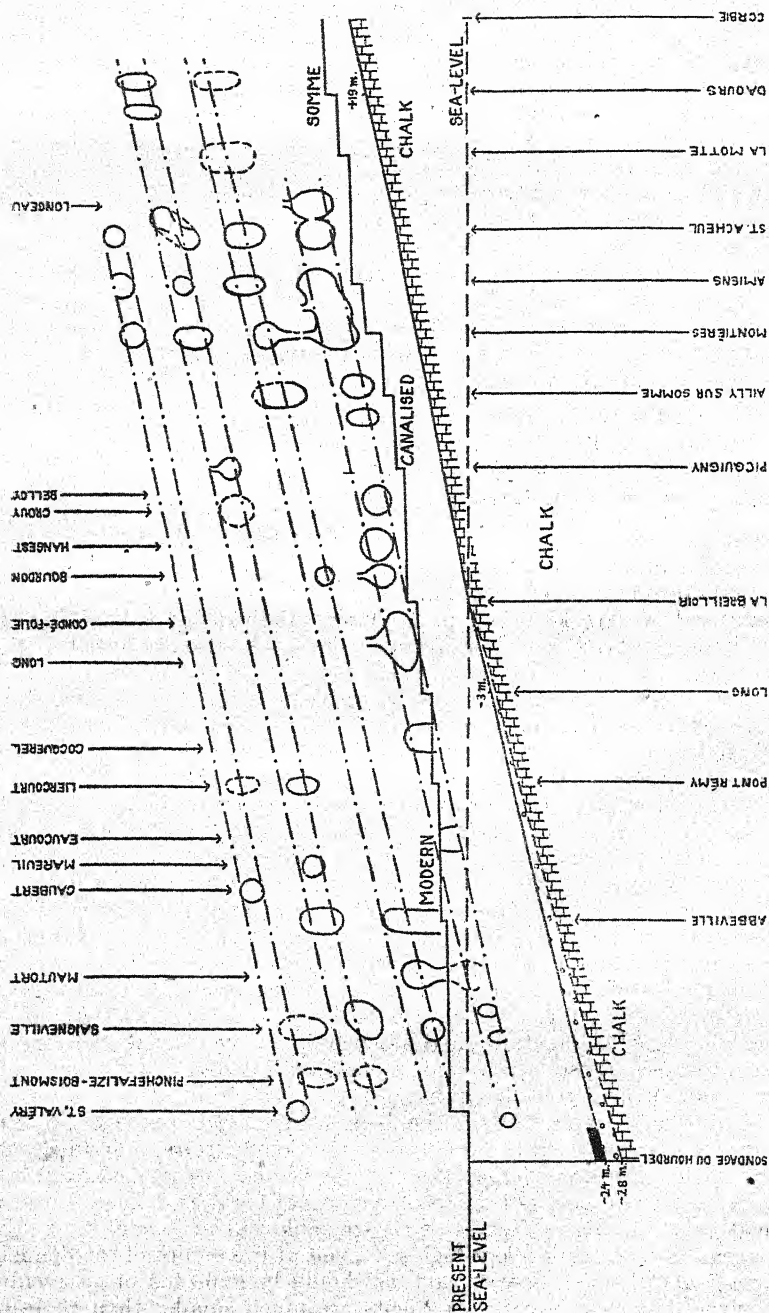 ST. VALÉRY
PINCHEFALIZE-BOISMONT
SAIGNEVILLE
MAUTORT
CAUBERT
MAREUIL
EAUCOURT
LIERCOURT
COCQUEREL
LONG
CONDÉ-FOLIE
BOURDON
HANGEST
CROUY
BELLOY
LONGEAU
PRESENT
SEA-LEVEL
MODERN
CANALISED
SOMME
+19 m.
CHALK
SEA-LEVEL
CHALK
-3 m.
CHALK
-24 m.
-28 m.
SONDAGE DU HOURDEL
ABBEVILLE
PONT RÉMY
LONG
LA BREILLOIR
PICQUIGNY
AILLY SUR SOMME
MONTIÈRES
AMIENS
ST. ACHEUL
LA MOTTE
DAOURS
CORBIE